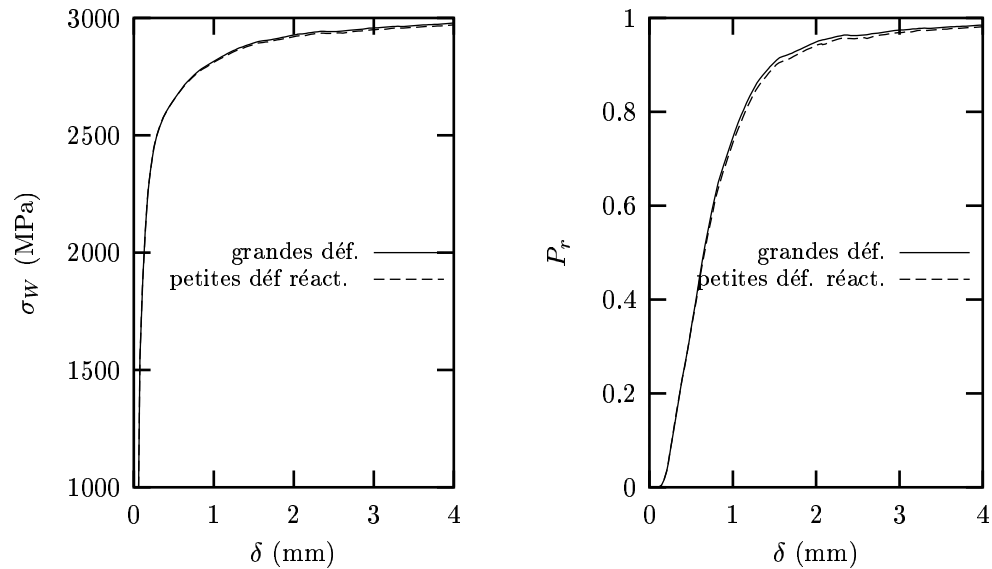 3000
2500
2000
1500
1000
σW (MPa)
grandes déf.
petites déf réact.
0 1 2 3 4
δ (mm)
1
0.8
0.6
0.4
0.2
0
Pr
grandes déf.
petites déf. réact.
0 1 2 3 4
δ (mm)